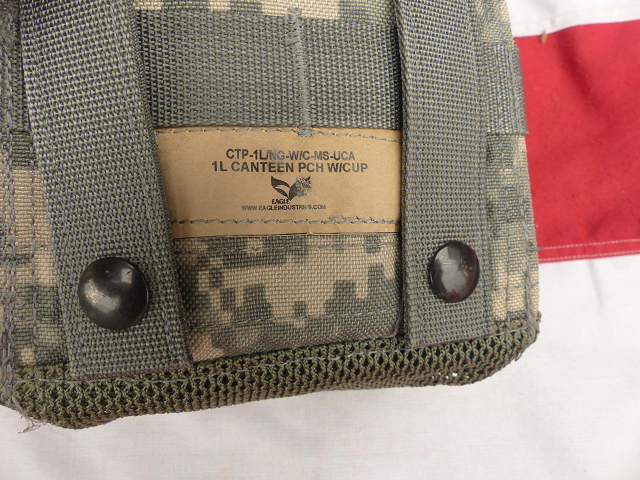 CTP-1L/NG-W/C-MS-UCA
1L CANTEEN PCH W/CUP
EAGLE
WWW.EAGLEINDUSTRIES.COM